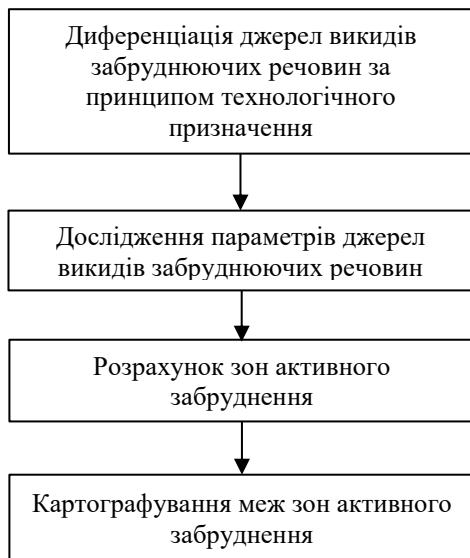 Диференціація джерел викидів
забруднюючих речовин за
принципом технологічного
призначення
Дослідження параметрів джерел
викидів забруднюючих речовин
Розрахунок зон активного
забруднення
Картографування меж зон активного
забруднення